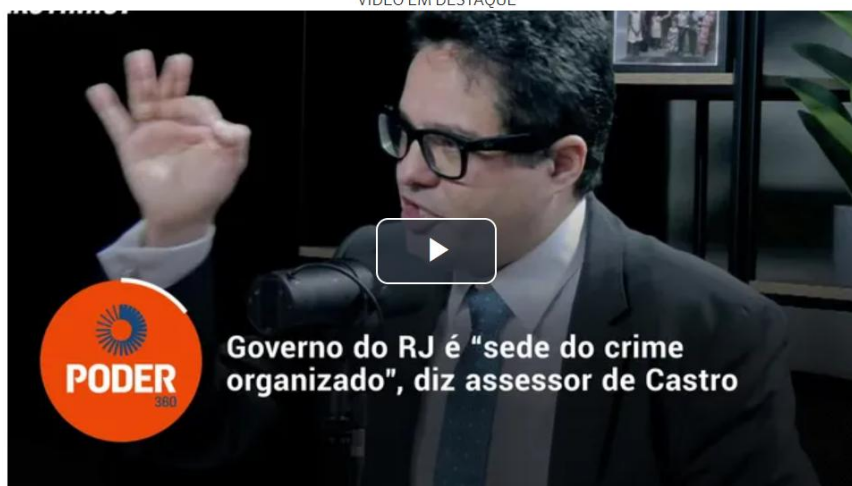 VÍDEO EM DESTAQUE
Governo do RJ é “sede do crime
organizado”, diz assessor de Castro
PODER
360